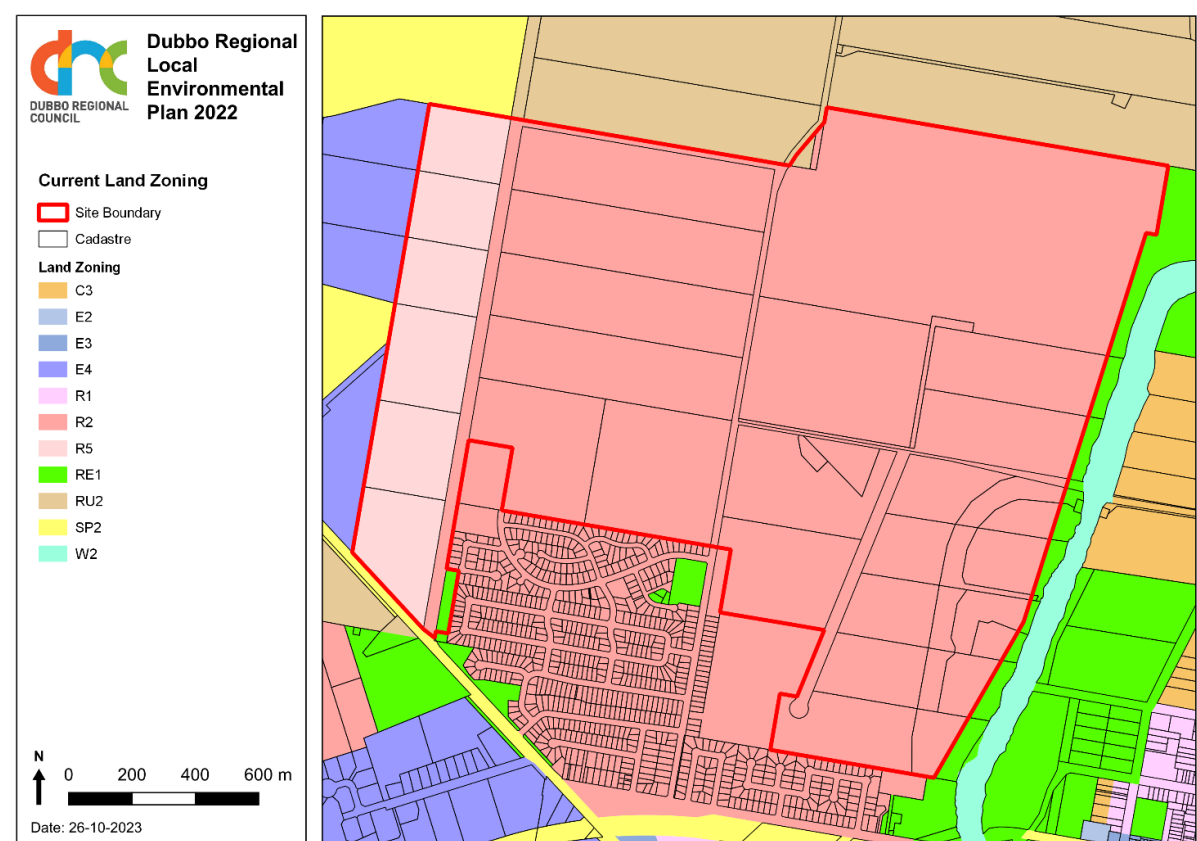 DUBBO REGIONAL
COUNCIL
Dubbo Regional
Local
Environmental
Plan 2022
Current Land Zoning
Site Boundary
Cadastre
Land Zoning
C3
E2
E3
E4
R1
R2
R5
RE1
RU2
SP2
W2
N
0 200 400 600 m
Date: 26-10-2023